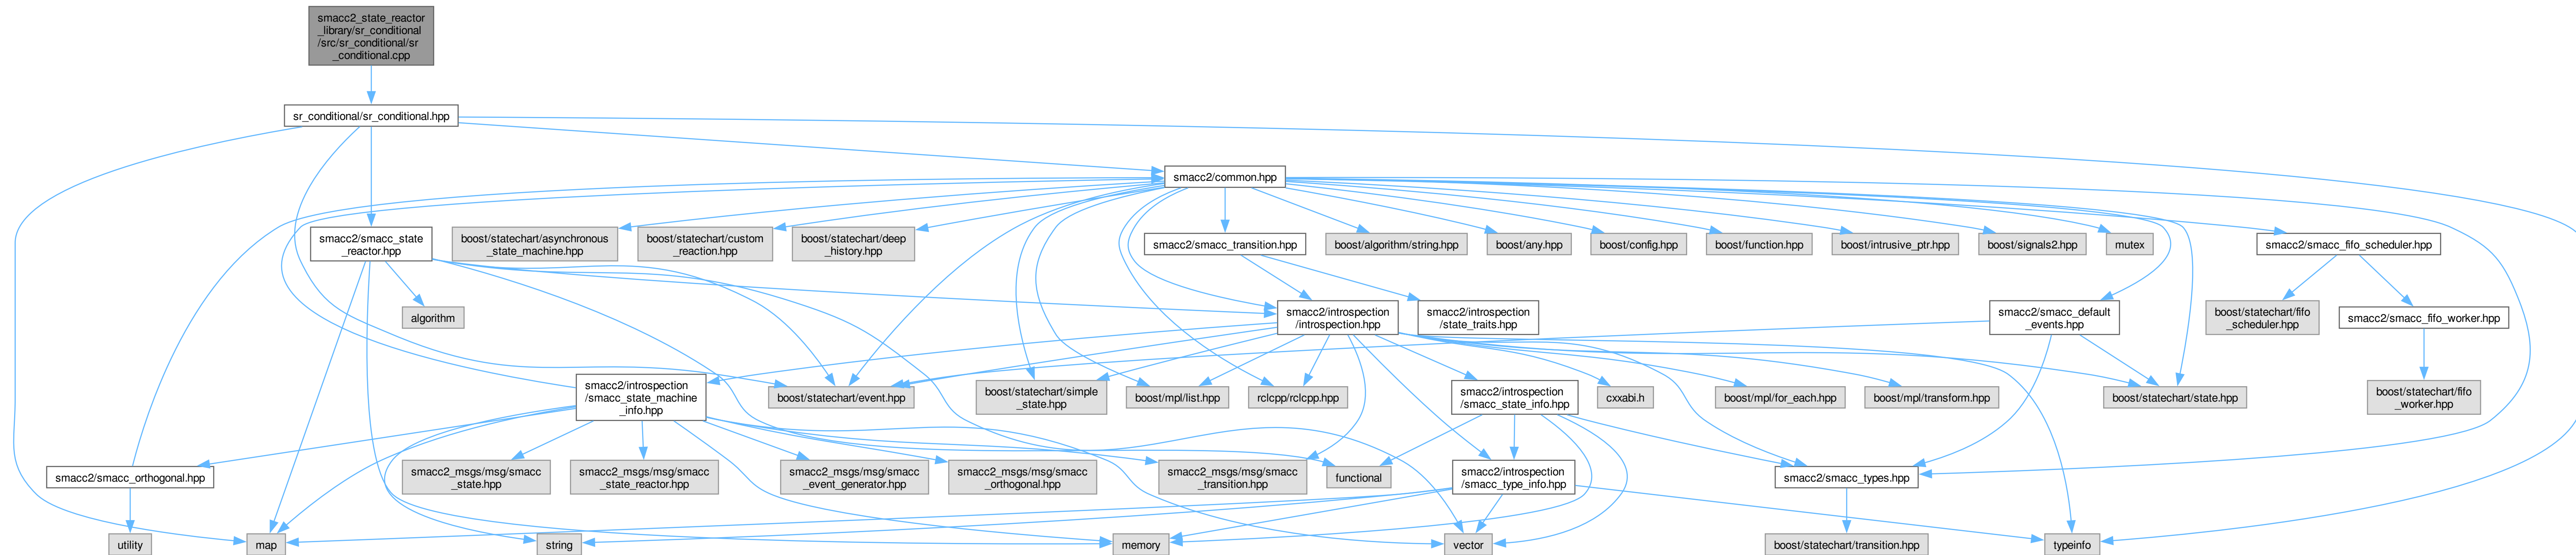 smacc2_state_reactor
_library/sr_conditional
/src/sr_conditional/sr
_conditional.cpp
sr_conditional/sr_conditional.hpp
smacc2/common.hpp
smacc2/smacc_state
_reactor.hpp
boost/statechart/asynchronous
_state_machine.hpp
boost/statechart/custom
_reaction.hpp
boost/statechart/deep
_history.hpp
smacc2/smacc_transition.hpp
boost/algorithm/string.hpp
boost/any.hpp
boost/config.hpp
boost/function.hpp
boost/intrusive_ptr.hpp
boost/signals2.hpp
mutex
smacc2/smacc_fifo_scheduler.hpp
algorithm
smacc2/introspection
/introspection.hpp
smacc2/introspection
/state_traits.hpp
smacc2/smacc_default
_events.hpp
boost/statechart/fifo
_scheduler.hpp
smacc2/smacc_fifo_worker.hpp
smacc2/introspection
/smacc_state_machine
_info.hpp
boost/statechart/event.hpp
boost/statechart/simple
_state.hpp
boost/mpl/list.hpp
rclcpp/rclcpp.hpp
smacc2/introspection
/smacc_state_info.hpp
cxxabi.h
boost/mpl/for_each.hpp
boost/mpl/transform.hpp
boost/statechart/state.hpp
boost/statechart/fifo
_worker.hpp
smacc2/smacc_orthogonal.hpp
smacc2_msgs/msg/smacc
_state.hpp
smacc2_msgs/msg/smacc
_state_reactor.hpp
smacc2_msgs/msg/smacc
_event_generator.hpp
smacc2_msgs/msg/smacc
_orthogonal.hpp
smacc2_msgs/msg/smacc
_transition.hpp
functional
smacc2/introspection
/smacc_type_info.hpp
smacc2/smacc_types.hpp
utility
map
string
memory
vector
boost/statechart/transition.hpp
typeinfo